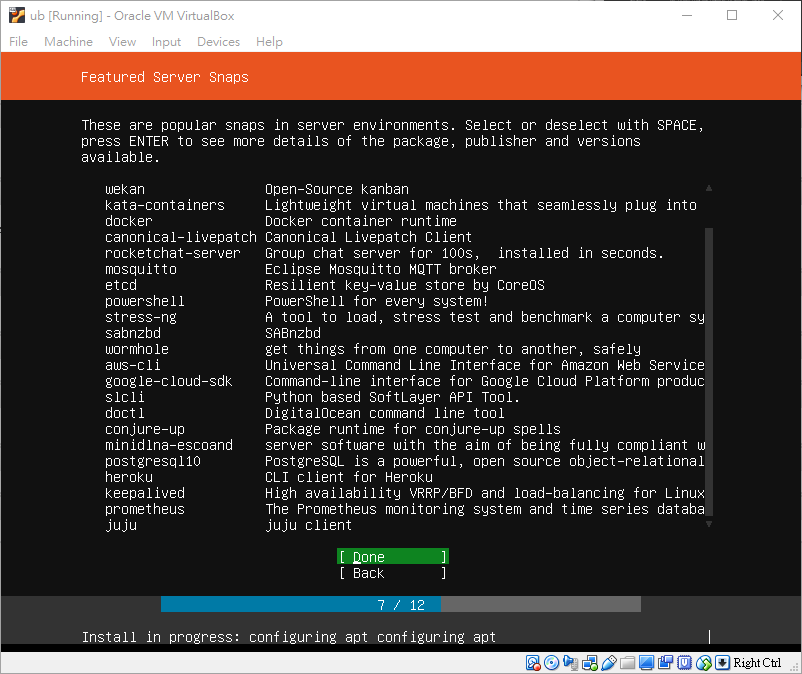 ub [Running] - Oracle VM VirtualBox
File Machine View Input Devices Help
Featured Server Snaps
These are popular snaps in server environments. Select or deselect with SPACE,
press ENTER to see more details of the package, publisher and versions
available.
wekan Open-Source kanban
kata-containers Lightweight virtual machines that seamlessly plug into
docker Docker container runtime
canonical-livepatch Canonical Livepatch Client
rocketchat-server Group chat server for 100s,  installed in seconds.
mosquitto Eclipse Mosquitto MQTT broker
etcd Resilient key-value store by CoreOS
powershell PowerShell for every system!
stress-ng A tool to load, stress test and benchmark a computer sy
sabnzbd SABnzbd
wormhole get things from one computer to another, safely
aws-cli Universal Command Line Interface for Amazon Web Service
google-cloud-sdk Command-line interface for Google Cloud Platform produc
slcli Python based SoftLayer API Tool.
doctl DigitalOcean command line tool
conjure-up Package runtime for conjure-up spells
minidlna-escoand server software with the aim of being fully compliant w
postgresql10 PostgreSQL is a powerful, open source object-relational
heroku CLI client for Heroku
keepalived High availability VRRP/BFD and load-balancing for Linux
prometheus The Prometheus monitoring system and time series databa
juju juju client
[ Done ]
[ Back ]
7 / 12
Install in progress: configuring apt configuring apt
Right Ctrl